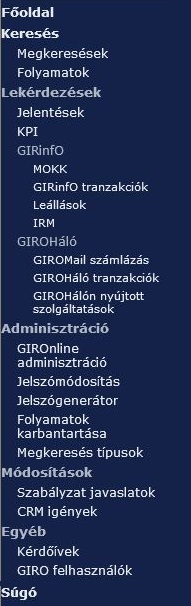 Főoldal
Keresés
Megkeresések
Folyamatok
Lekérdezések
Jelentések
KPI
GIRinfO
MOKK
GIRinfO tranzakciók
Leállások
IRM
GIROHáló
GIROMail számlázás
GIROHáló tranzakciók
GIROHálón nyújtott
szolgáltatások
Adminisztráció
GIROnline
adminisztráció
Jelszómódosítás
Jelszógenerátor
Folyamatok
karbantartása
Megkeresés típusok
Módosítások
Szabályzat javaslatok
CRM igények
Egyéb
Kérdőívek
GIRO felhasználók
Súgó